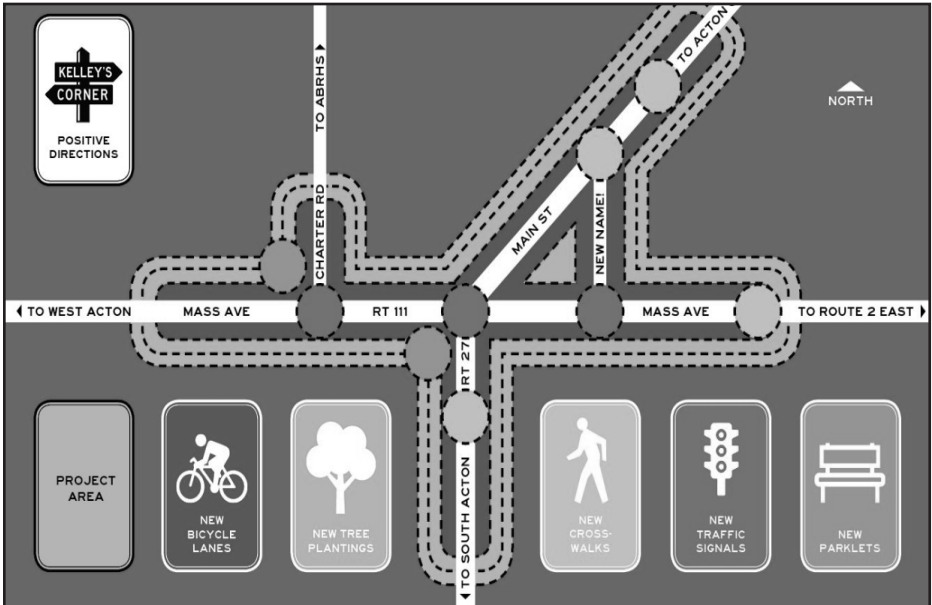 KELLEY'S
CORNER
POSITIVE
DIRECTIONS
TO ABRHS
CHARTER RD
TO ACTON
NORTH
MAIN ST
NEW NAME!
TO WEST ACTON
MASS AVE
RT 111
MASS AVE
TO ROUTE 2 EAST
RT 27
TO SOUTH ACTON
PROJECT
AREA
NEW
BICYCLE
LANES
NEW TREE
PLANTINGS
NEW
CROSS-
WALKS
NEW
TRAFFIC
SIGNALS
NEW
PARKLETS